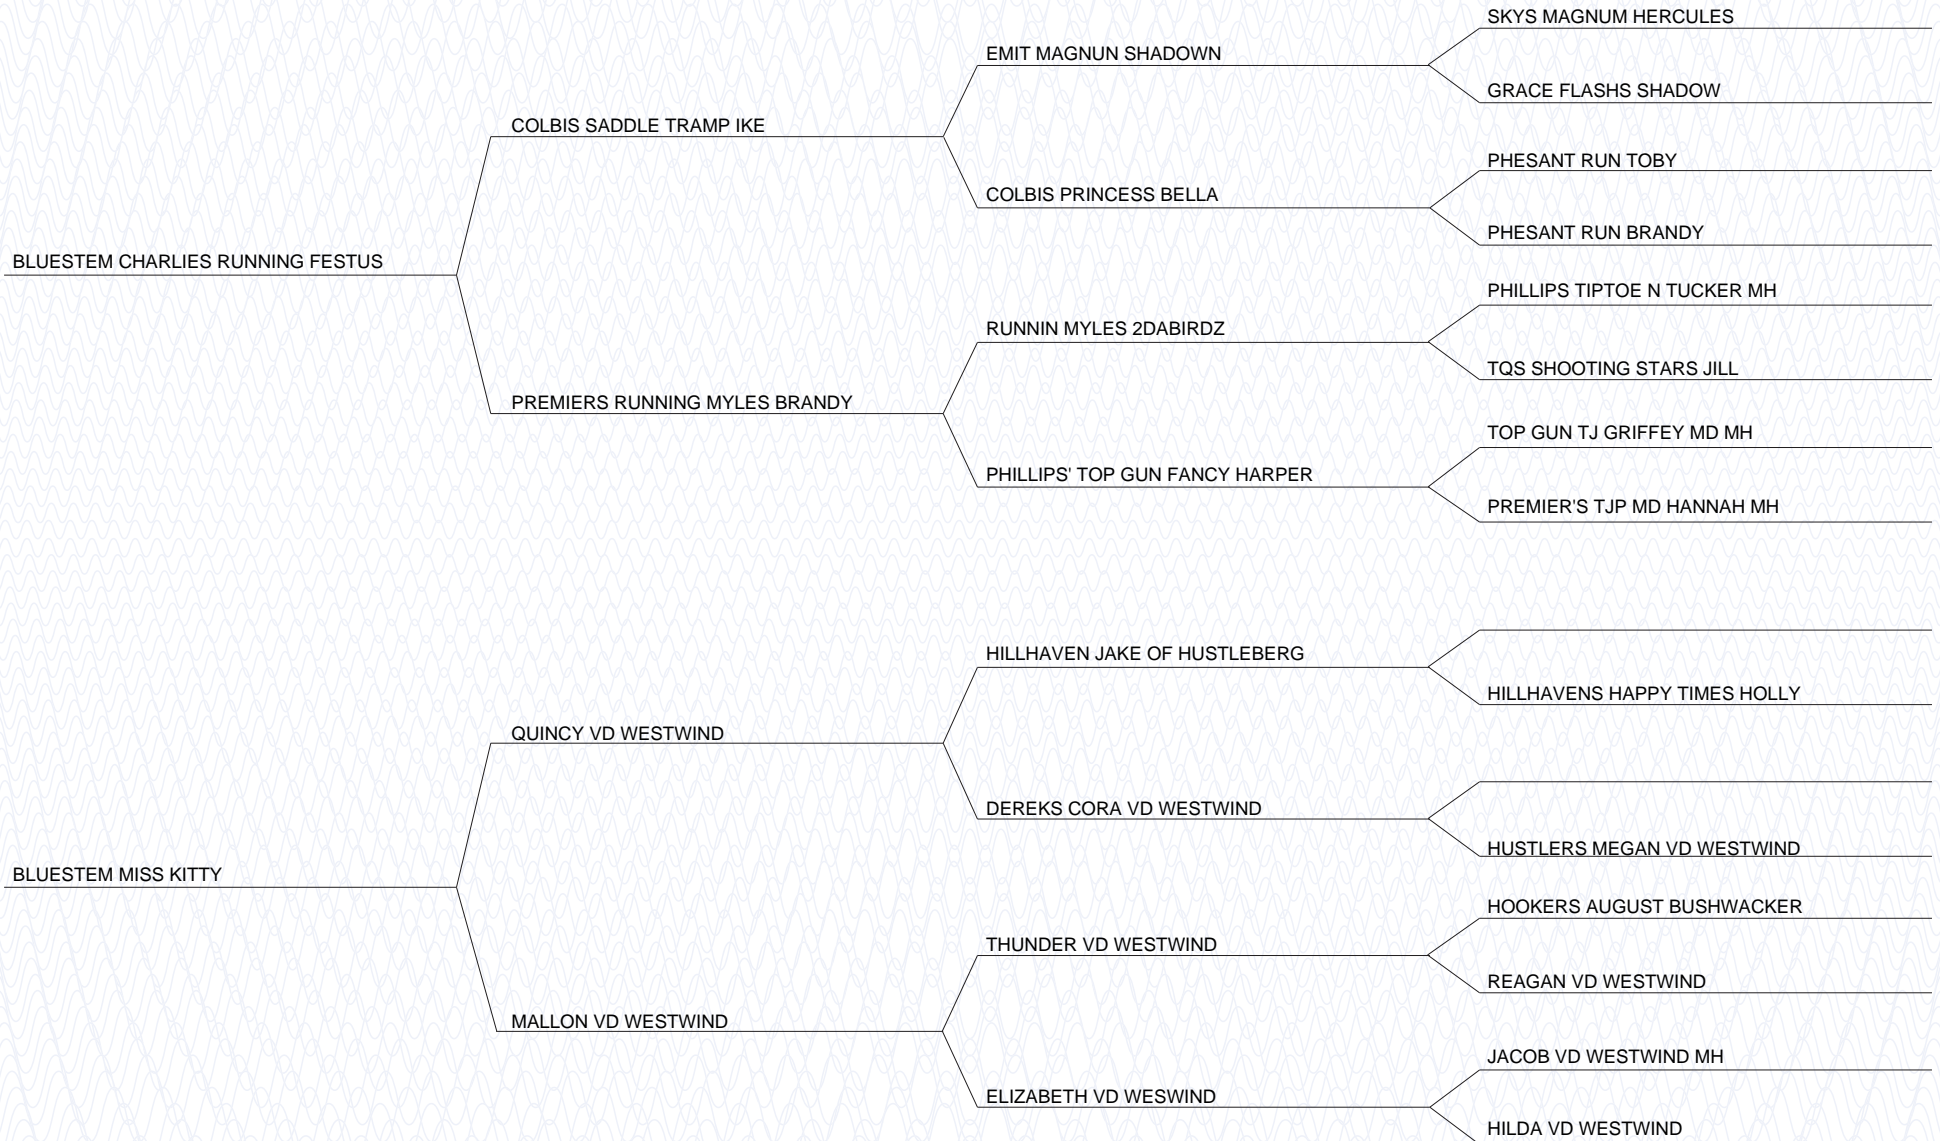 SKYS MAGNUM HERCULES
EMIT MAGNUN SHADOWN
GRACE FLASHS SHADOW
COLBIS SADDLE TRAMP IKE
PHESANT RUN TOBY
COLBIS PRINCESS BELLA
PHESANT RUN BRANDY
BLUESTEM CHARLIES RUNNING FESTUS
PHILLIPS TIPTOE N TUCKER MH
RUNNIN MYLES 2DABIRDZ
TQS SHOOTING STARS JILL
PREMIERS RUNNING MYLES BRANDY
TOP GUN TJ GRIFFEY MD MH
PHILLIPS' TOP GUN FANCY HARPER
PREMIER'S TJP MD HANNAH MH
HILLHAVEN JAKE OF HUSTLEBERG
HILLHAVENS HAPPY TIMES HOLLY
QUINCY VD WESTWIND
DEREKS CORA VD WESTWIND
HUSTLERS MEGAN VD WESTWIND
BLUESTEM MISS KITTY
HOOKERS AUGUST BUSHWACKER
THUNDER VD WESTWIND
REAGAN VD WESTWIND
MALLON VD WESTWIND
JACOB VD WESTWIND MH
ELIZABETH VD WESWIND
HILDA VD WESTWIND